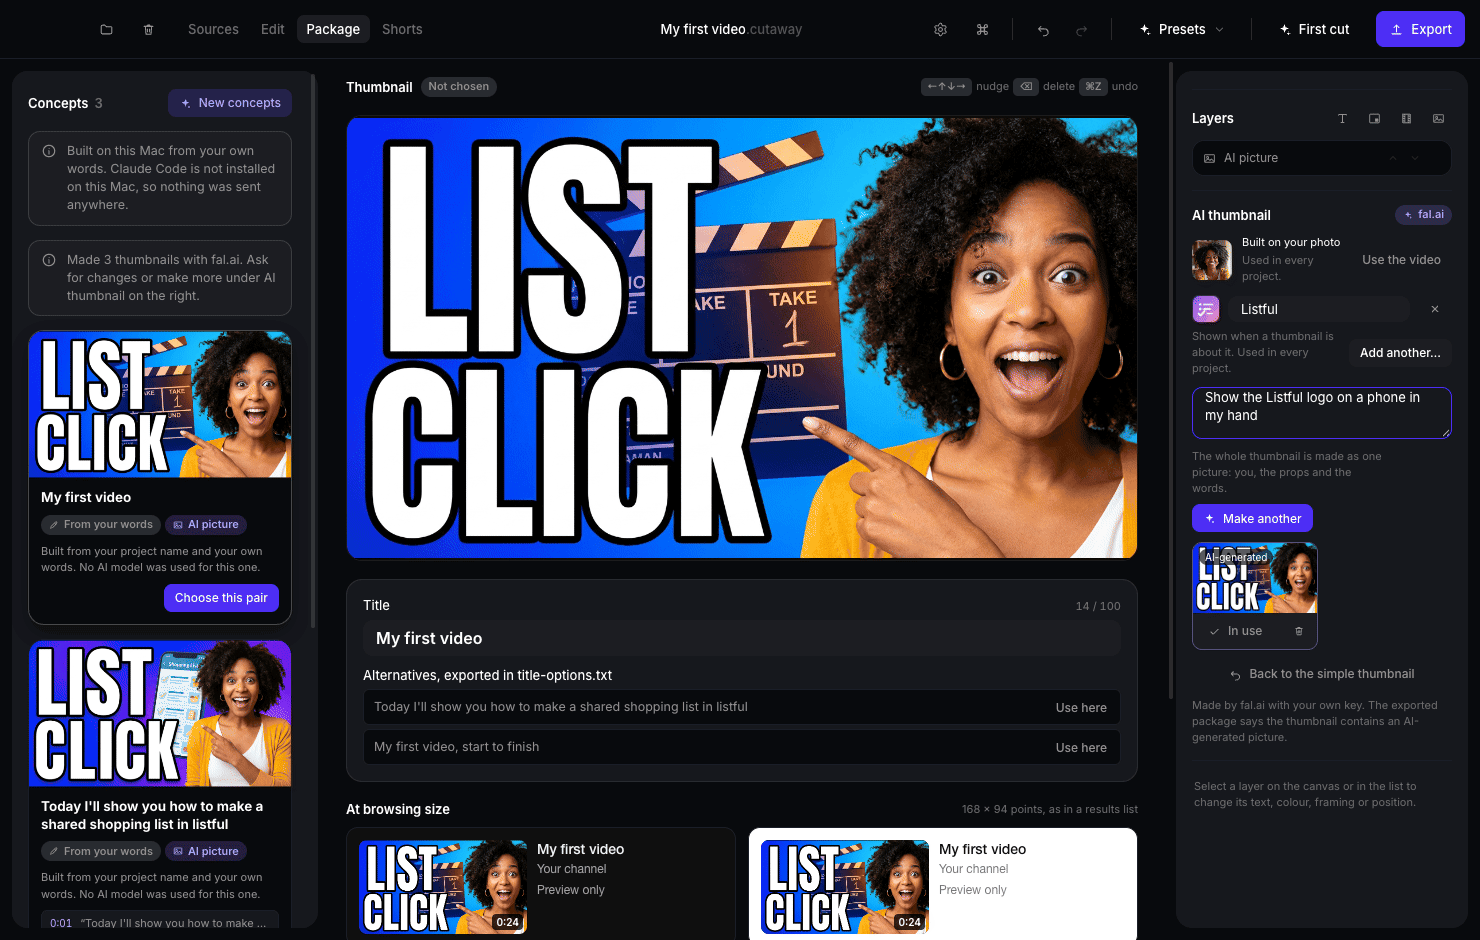 Sources
Edit
Package
Shorts
My first video.cutaway
Presets
First cut
Export
Concepts 3
New concepts
Built on this Mac from your own
words. Claude Code is not installed
on this Mac, so nothing was sent
anywhere.
Made 3 thumbnails with fal.ai. Ask
for changes or make more under AI
thumbnail on the right.
LIST
CLICK
TAKE
My first video
From your words
AI picture
Built from your project name and your own
words. No AI model was used for this one.
Choose this pair
LIST
CLICK
Today I'll show you how to make a
shared shopping list in listful
From your words
AI picture
Built from your project name and your own
words. No AI model was used for this one.
0:01 “Today I'll show you how to make ...
Thumbnail
Not chosen
←↑↓→ nudge
⌫ delete
⌘Z undo
LIST
CLICK
AKE
TAKE
1
UND
AMAN
Title
14 / 100
My first video
Alternatives, exported in title-options.txt
Today I'll show you how to make a shared shopping list in listful
Use here
My first video, start to finish
Use here
At browsing size
168 × 94 points, as in a results list
LIST
CLICK
0:24
My first video
Your channel
Preview only
LIST
CLICK
0:24
My first video
Your channel
Preview only
Layers
AI picture
AI thumbnail
fal.ai
Built on your photo
Used in every
project.
Use the video
Listful
Shown when a thumbnail is
about it. Used in every
project.
Add another...
Show the Listful logo on a phone in
my hand
The whole thumbnail is made as one
picture: you, the props and the
words.
Make another
AI-generated
LIST
CLICK
In use
Back to the simple thumbnail
Made by fal.ai with your own key. The exported
package says the thumbnail contains an AI-
generated picture.
Select a layer on the canvas or in the list to
change its text, colour, framing or position.